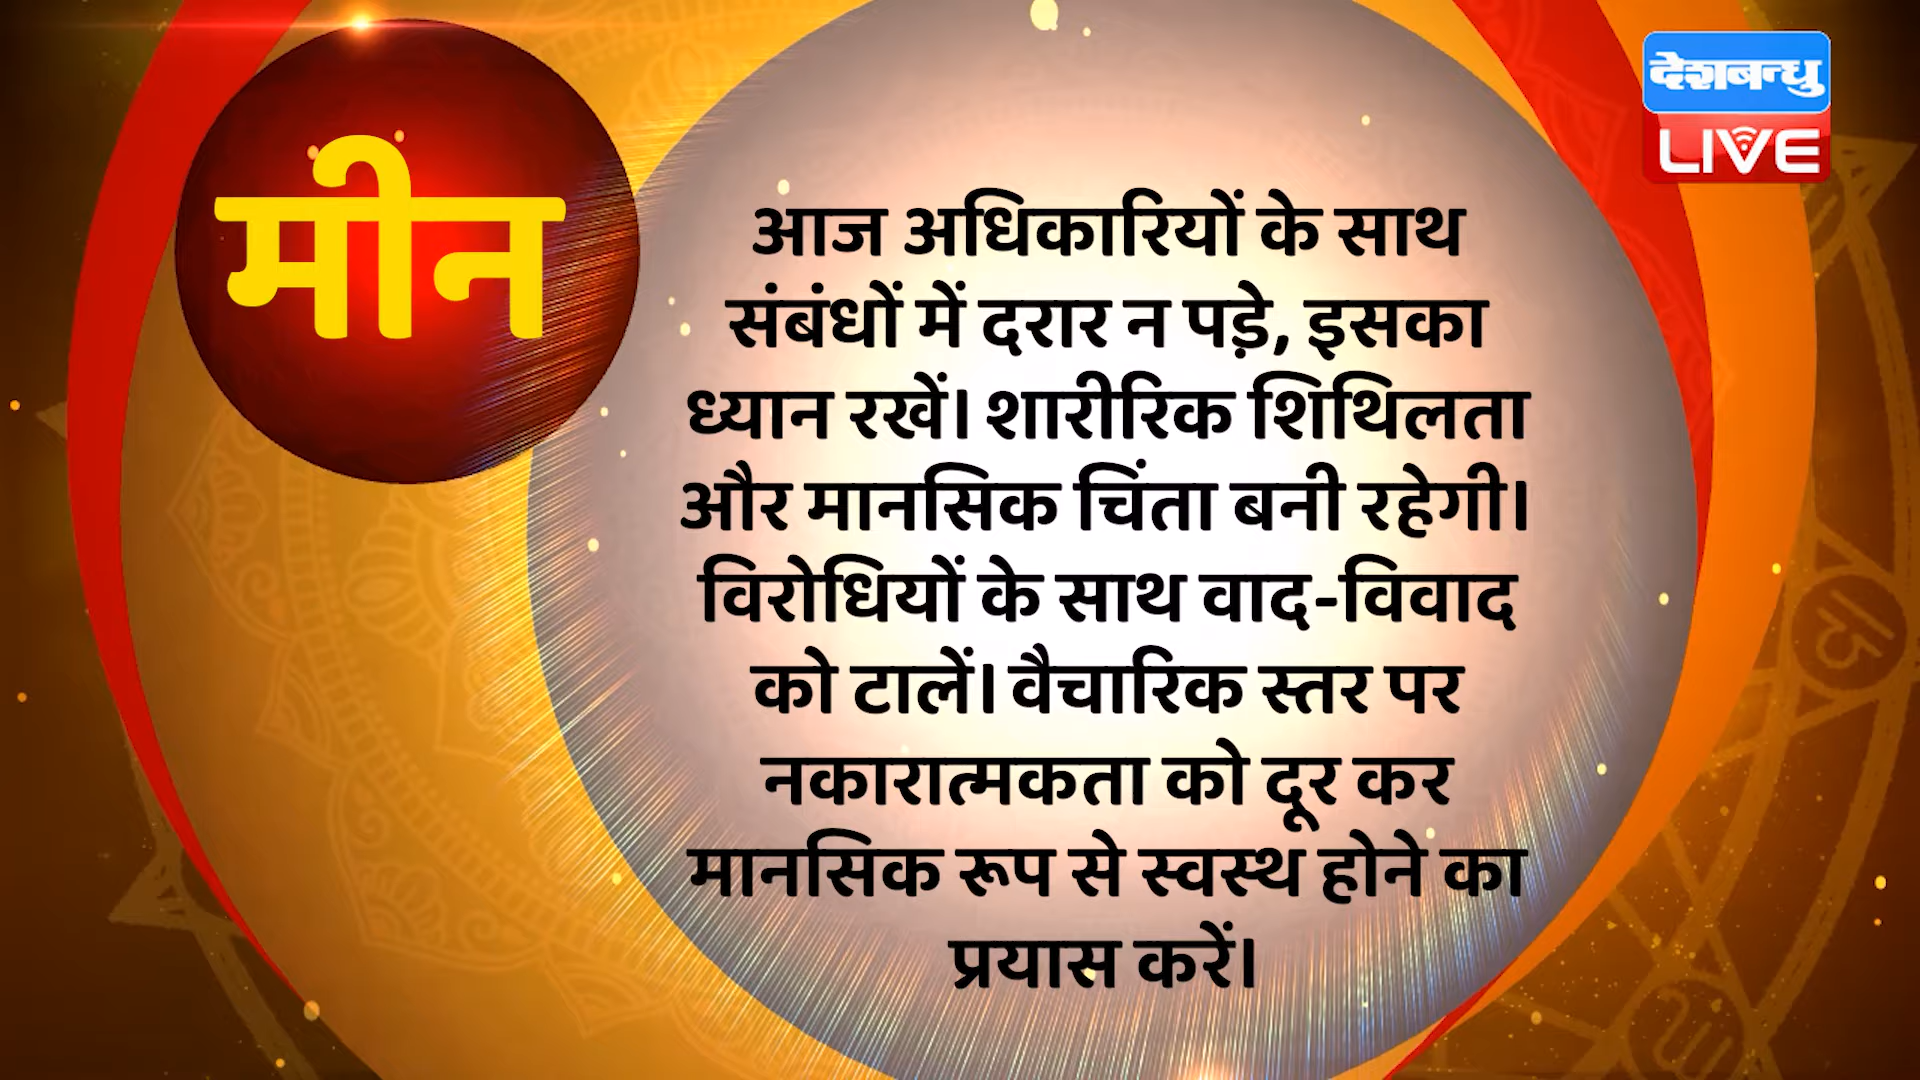 मीन
देशबन्धु
LIVE
आज अधिकारियों के साथ
संबंधों में दरार न पड़े, इसका
ध्यान रखें। शारीरिक शिथिलता
और मानसिक चिंता बनी रहेगी।
विरोधियों के साथ वाद-विवाद
को टालें। वैचारिक स्तर पर
नकारात्मकता को दूर कर
मानसिक रूप से स्वस्थ होने का
प्रयास करें।